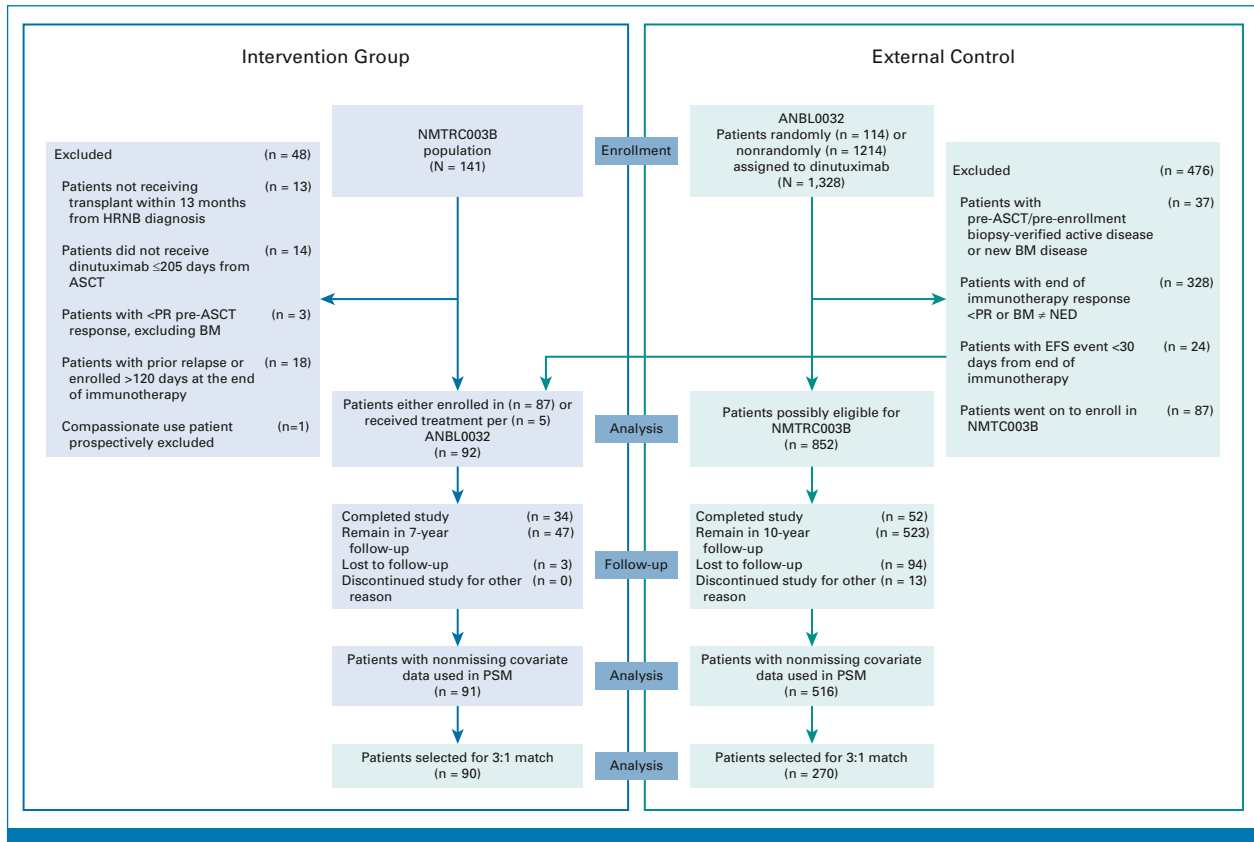 Intervention Group
External Control
Enrollment
Analysis
Follow-up
Analysis
Analysis
NMTRC003B
population
(N = 141)
Excluded (n = 48)
Patients not receiving (n = 13)
transplant within 13 months
from HRNB diagnosis
Patients did not receive (n = 14)
dinutuximab ≤205 days from
ASCT
Patients with <PR pre-ASCT (n = 3)
response, excluding BM
Patients with prior relapse or (n = 18)
enrolled >120 days at the end
of immunotherapy
Compassionate use patient (n=1)
prospectively excluded
Patients either enrolled in (n = 87) or
received treatment per (n = 5)
ANBL0032
(n = 92)
Completed study (n = 34)
Remain in 7-year (n = 47)
follow-up
Lost to follow-up (n = 3)
Discontinued study for other (n = 0)
reason
Patients with nonmissing covariate
data used in PSM
(n = 91)
Patients selected for 3:1 match
(n = 90)
ANBL0032
Patients randomly (n = 114) or
nonrandomly (n = 1214)
assigned to dinutuximab
(N = 1,328)
Excluded (n = 476)
Patients with (n = 37)
pre-ASCT/pre-enrollment
biopsy-verified active disease
or new BM disease
Patients with end of (n = 328)
immunotherapy response
<PR or BM ≠ NED
Patients with EFS event <30 (n = 24)
days from end of
immunotherapy
Patients went on to enroll in (n = 87)
NMTC003B
Patients possibly eligible for
NMTRC003B
(n = 852)
Completed study (n = 52)
Remain in 10-year (n = 523)
follow-up
Lost to follow-up (n = 94)
Discontinued study for other (n = 13)
reason
Patients with nonmissing covariate
data used in PSM
(n = 516)
Patients selected for 3:1 match
(n = 270)